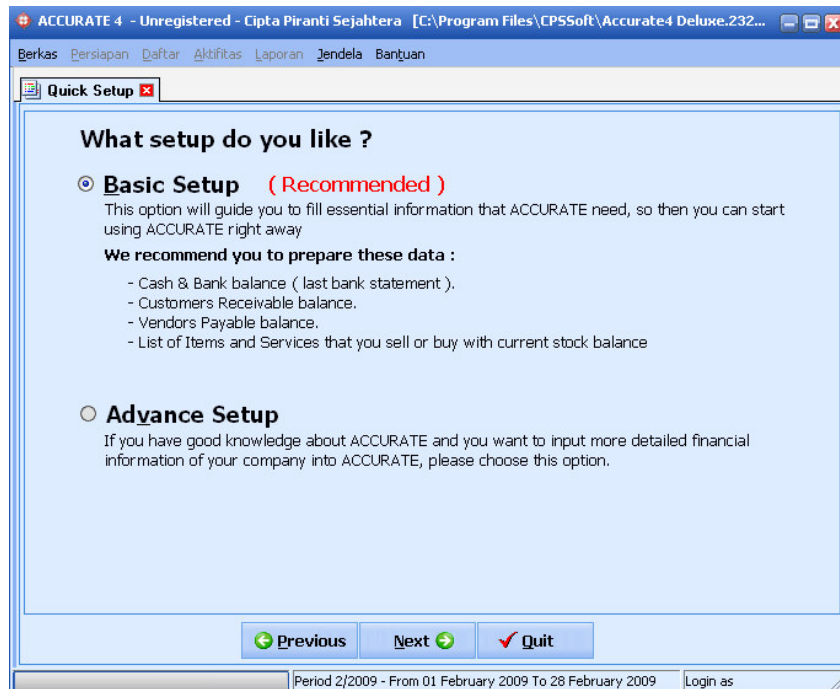 ACCURATE 4 - Unregistered - Cipta Piranti Sejahtera [C:\Program Files\CPSSoft\Accurate4 Deluxe.232...
Berkas Persiapan Daftar Aktifitas Laporan Jendela Bantuan
Quick Setup
What setup do you like ?
Basic Setup ( Recommended )
This option will guide you to fill essential information that ACCURATE need, so then you can start
using ACCURATE right away
We recommend you to prepare these data :
- Cash & Bank balance ( last bank statement ).
- Customers Receivable balance.
- Vendors Payable balance.
- List of Items and Services that you sell or buy with current stock balance
Advance Setup
If you have good knowledge about ACCURATE and you want to input more detailed financial
information of your company into ACCURATE, please choose this option.
Previous Next Quit
Period 2/2009 - From 01 February 2009 To 28 February 2009 Login as